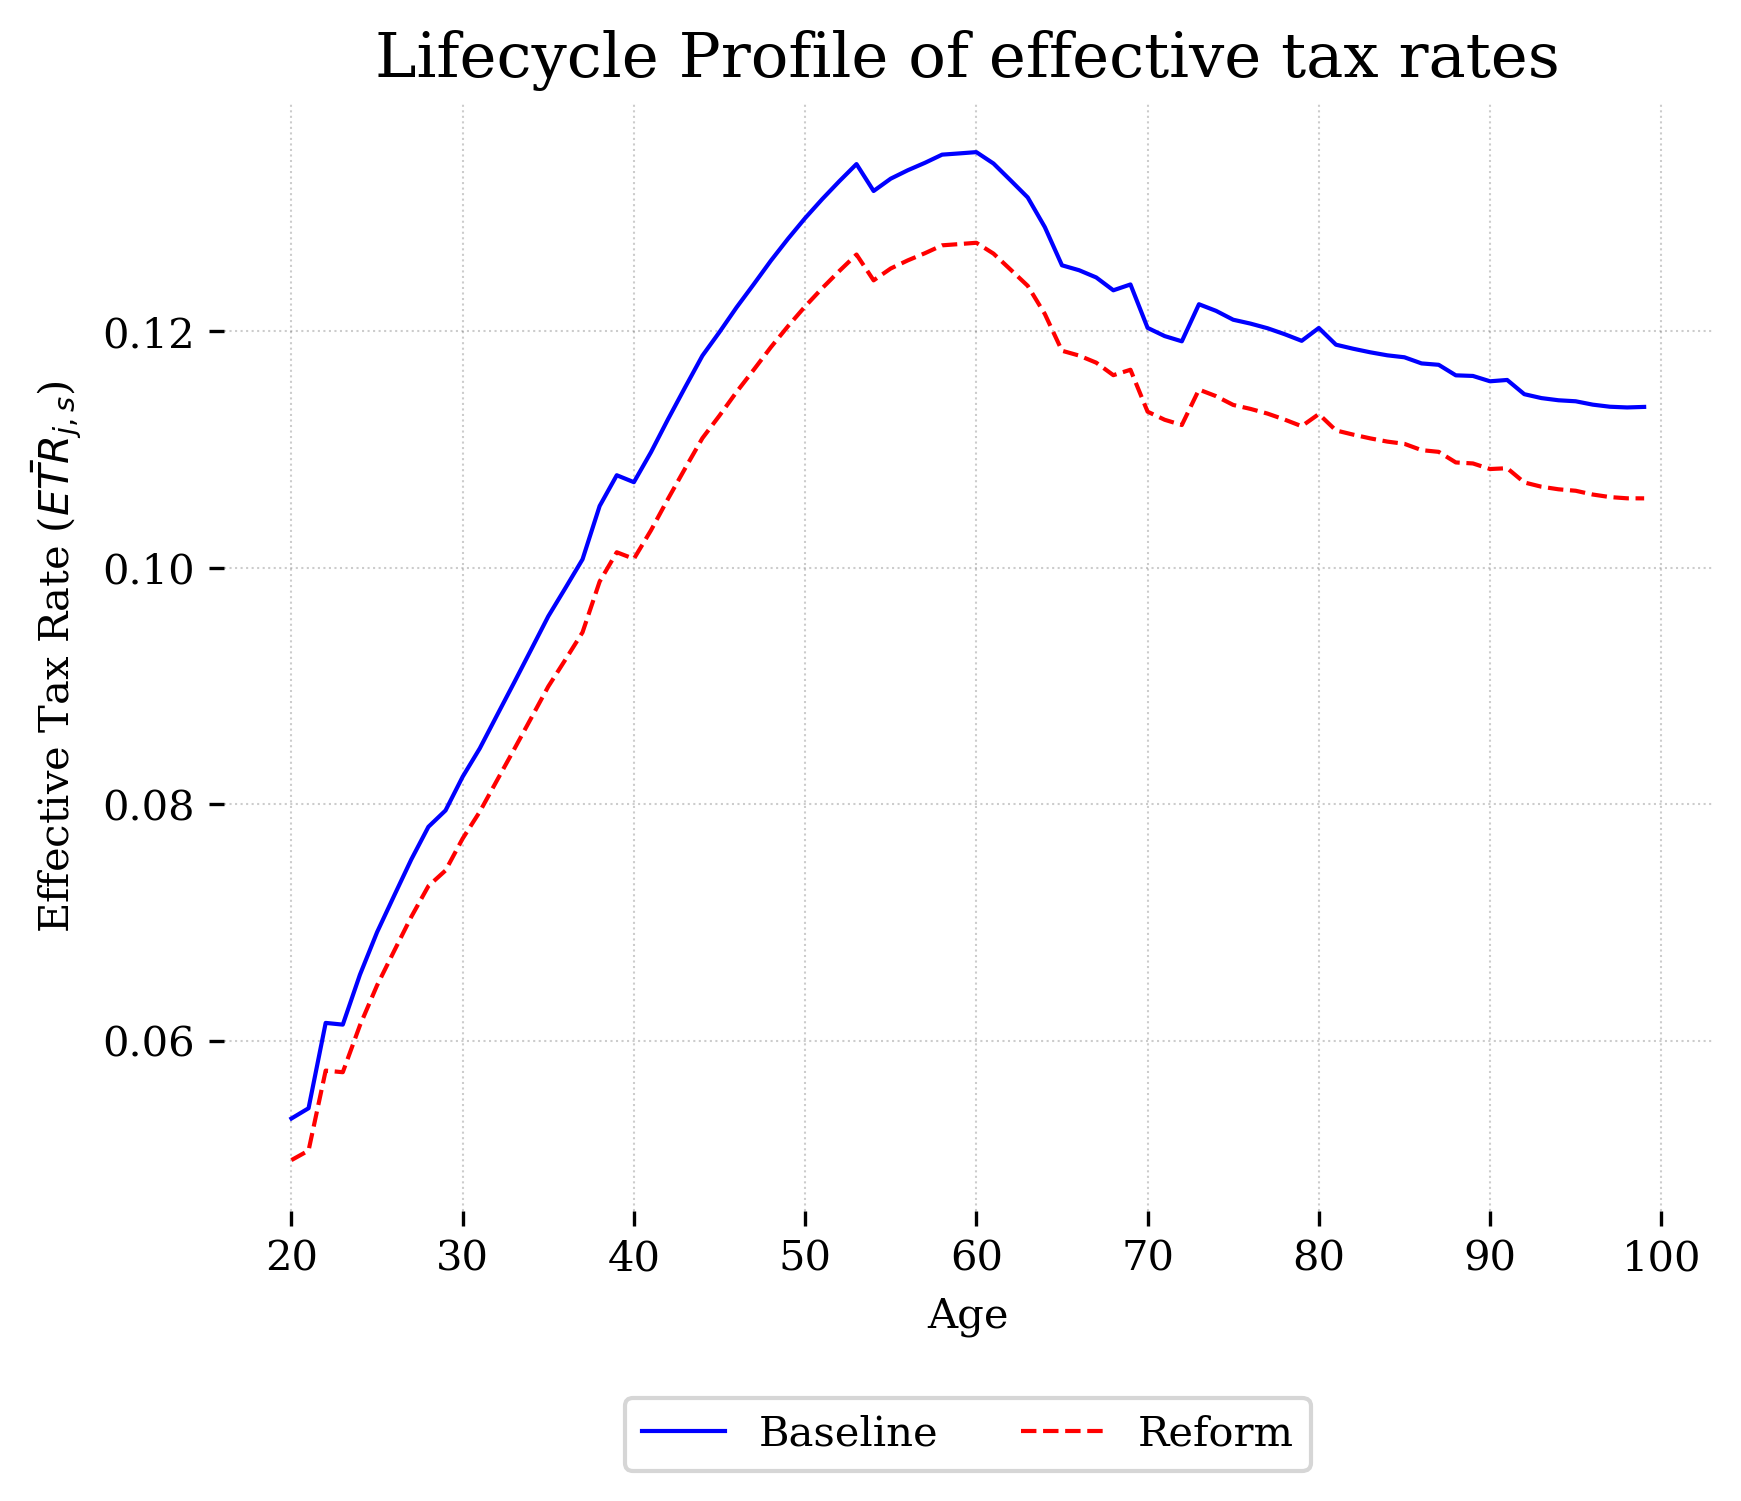 Lifecycle Profile of effective tax rates
Effective Tax Rate ($\bar{ETR}_{j,s}$)
0.12
0.10
0.08
0.06
20 30 40 50 60 70 80 90 100
Age
Baseline Reform